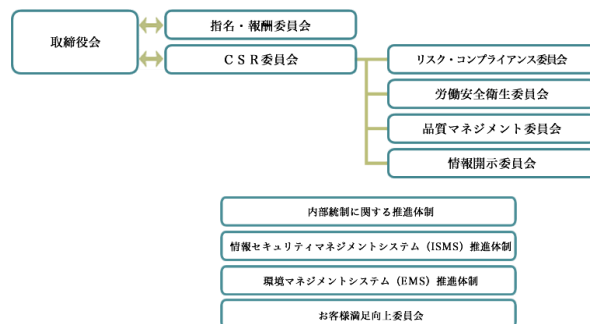 取締役会
指名・報酬委員会
ＣＳＲ委員会
リスク・コンプライアンス委員会
労働安全衛生委員会
品質マネジメント委員会
情報開示委員会
内部統制に関する推進体制
情報セキュリティマネジメントシステム（ISMS）推進体制
環境マネジメントシステム（EMS）推進体制
お客様満足向上委員会